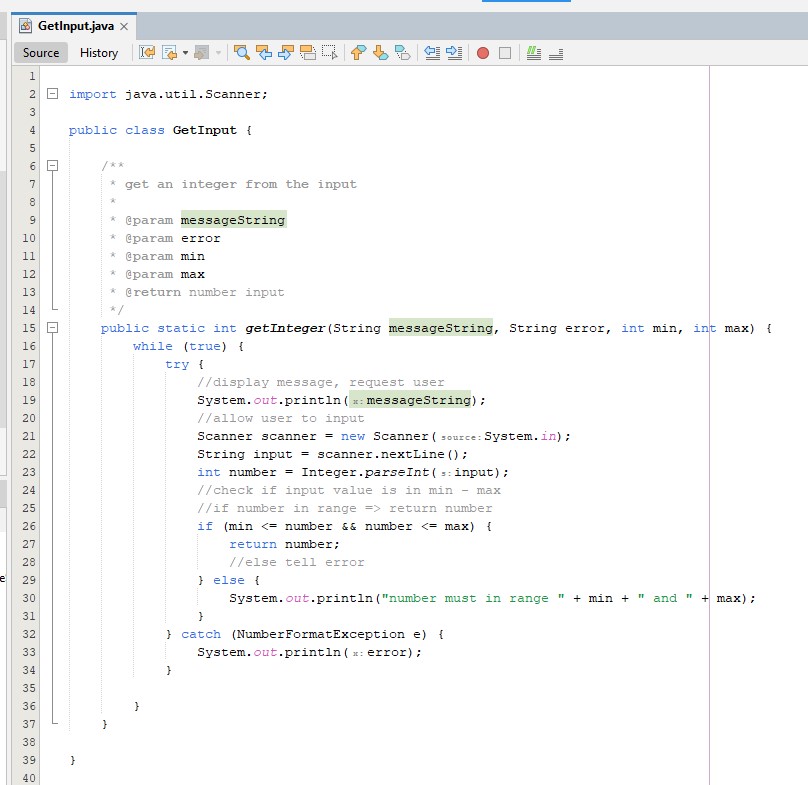 GetInput.java
Source History
1
2 import java.util.Scanner;
3
4 public class GetInput {
5
6 /**
7 * get an integer from the input
8 *
9 * @param messageString
10 * @param error
11 * @param min
12 * @param max
13 * @return number input
14 */
15 public static int getInteger(String messageString, String error, int min, int max) {
16 while (true) {
17 try {
18 //display message, request user
19 System.out.println( x: messageString);
20 //allow user to input
21 Scanner scanner = new Scanner( source: System.in);
22 String input = scanner.nextLine();
23 int number = Integer.parseInt( s: input);
24 //check if input value is in min - max
25 //if number in range => return number
26 if (min <= number && number <= max) {
27 return number;
28 //else tell error
29 } else {
30 System.out.println("number must in range " + min + " and " + max);
31 }
32 } catch (NumberFormatException e) {
33 System.out.println( x: error);
34 }
35
36 }
37 }
38
39 }
40